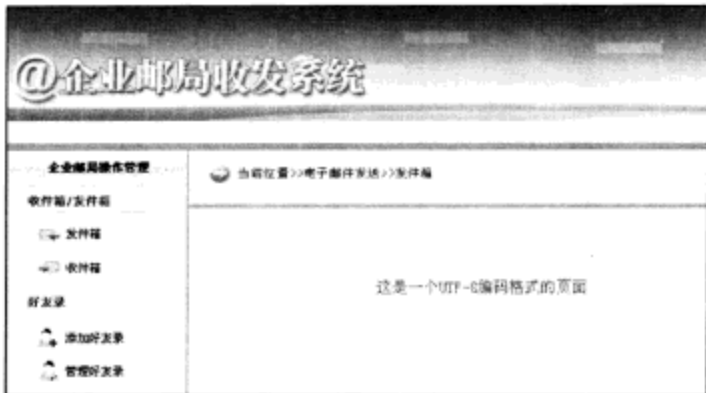 @企业邮局收发系统
企业邮局操作管理
当前位置>>电子邮件发送>>发件箱
收件箱/发件箱
发件箱
收件箱
这是一个UTF-8编码格式的页面
好友录
添加好友录
管理好友录